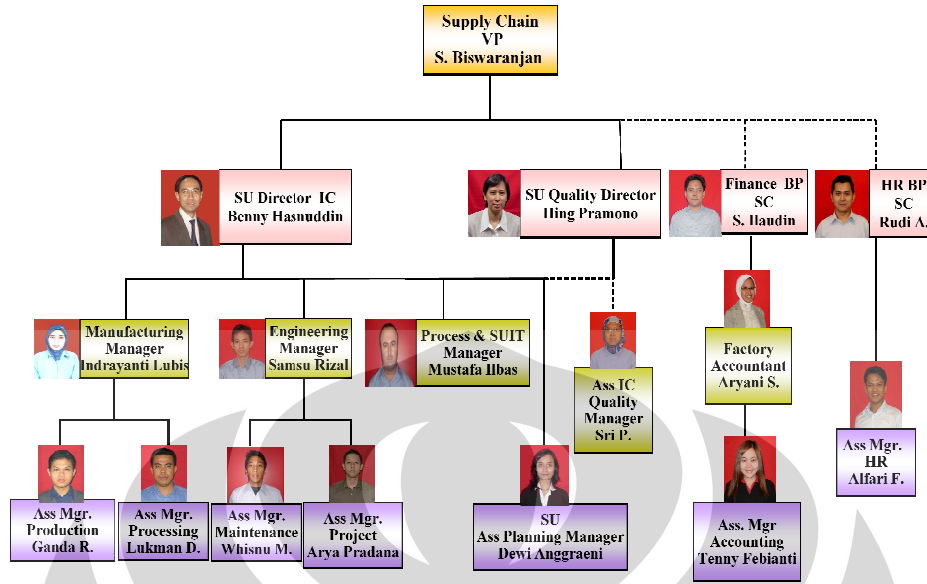 Supply Chain
VP
S. Biswaranjan
SU Director IC
Benny Hasnuddin
SU Quality Director
IIing Pramono
Finance BP
SC
S. Ilaudin
HR BP
SC
Rudi A.
Manufacturing
Manager
Indrayanti Lubis
Engineering
Manager
Samsu Rizal
Process & SUIT
Manager
Mustafa Ilbas
Ass IC
Quality
Manager
Sri P.
Factory
Accountant
Aryani S.
Ass Mgr.
HR
Alfari F.
Ass Mgr.
Production
Ganda R.
Ass Mgr.
Processing
Lukman D.
Ass Mgr.
Maintenance
Whisnu M.
Ass Mgr.
Project
Arya Pradana
SU
Ass Planning Manager
Dewi Anggraeni
Ass. Mgr
Accounting
Tenny Febianti